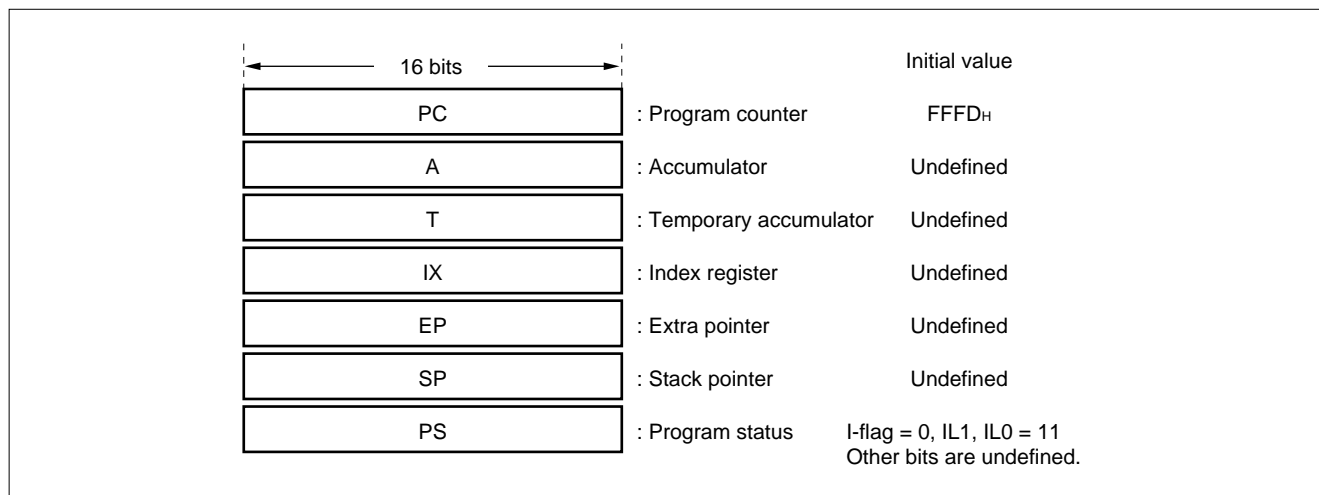 16 bits Initial value
PC : Program counter FFFDH
A : Accumulator Undefined
T : Temporary accumulator Undefined
IX : Index register Undefined
EP : Extra pointer Undefined
SP : Stack pointer Undefined
PS : Program status I-flag = 0, IL1, IL0 = 11
Other bits are undefined.